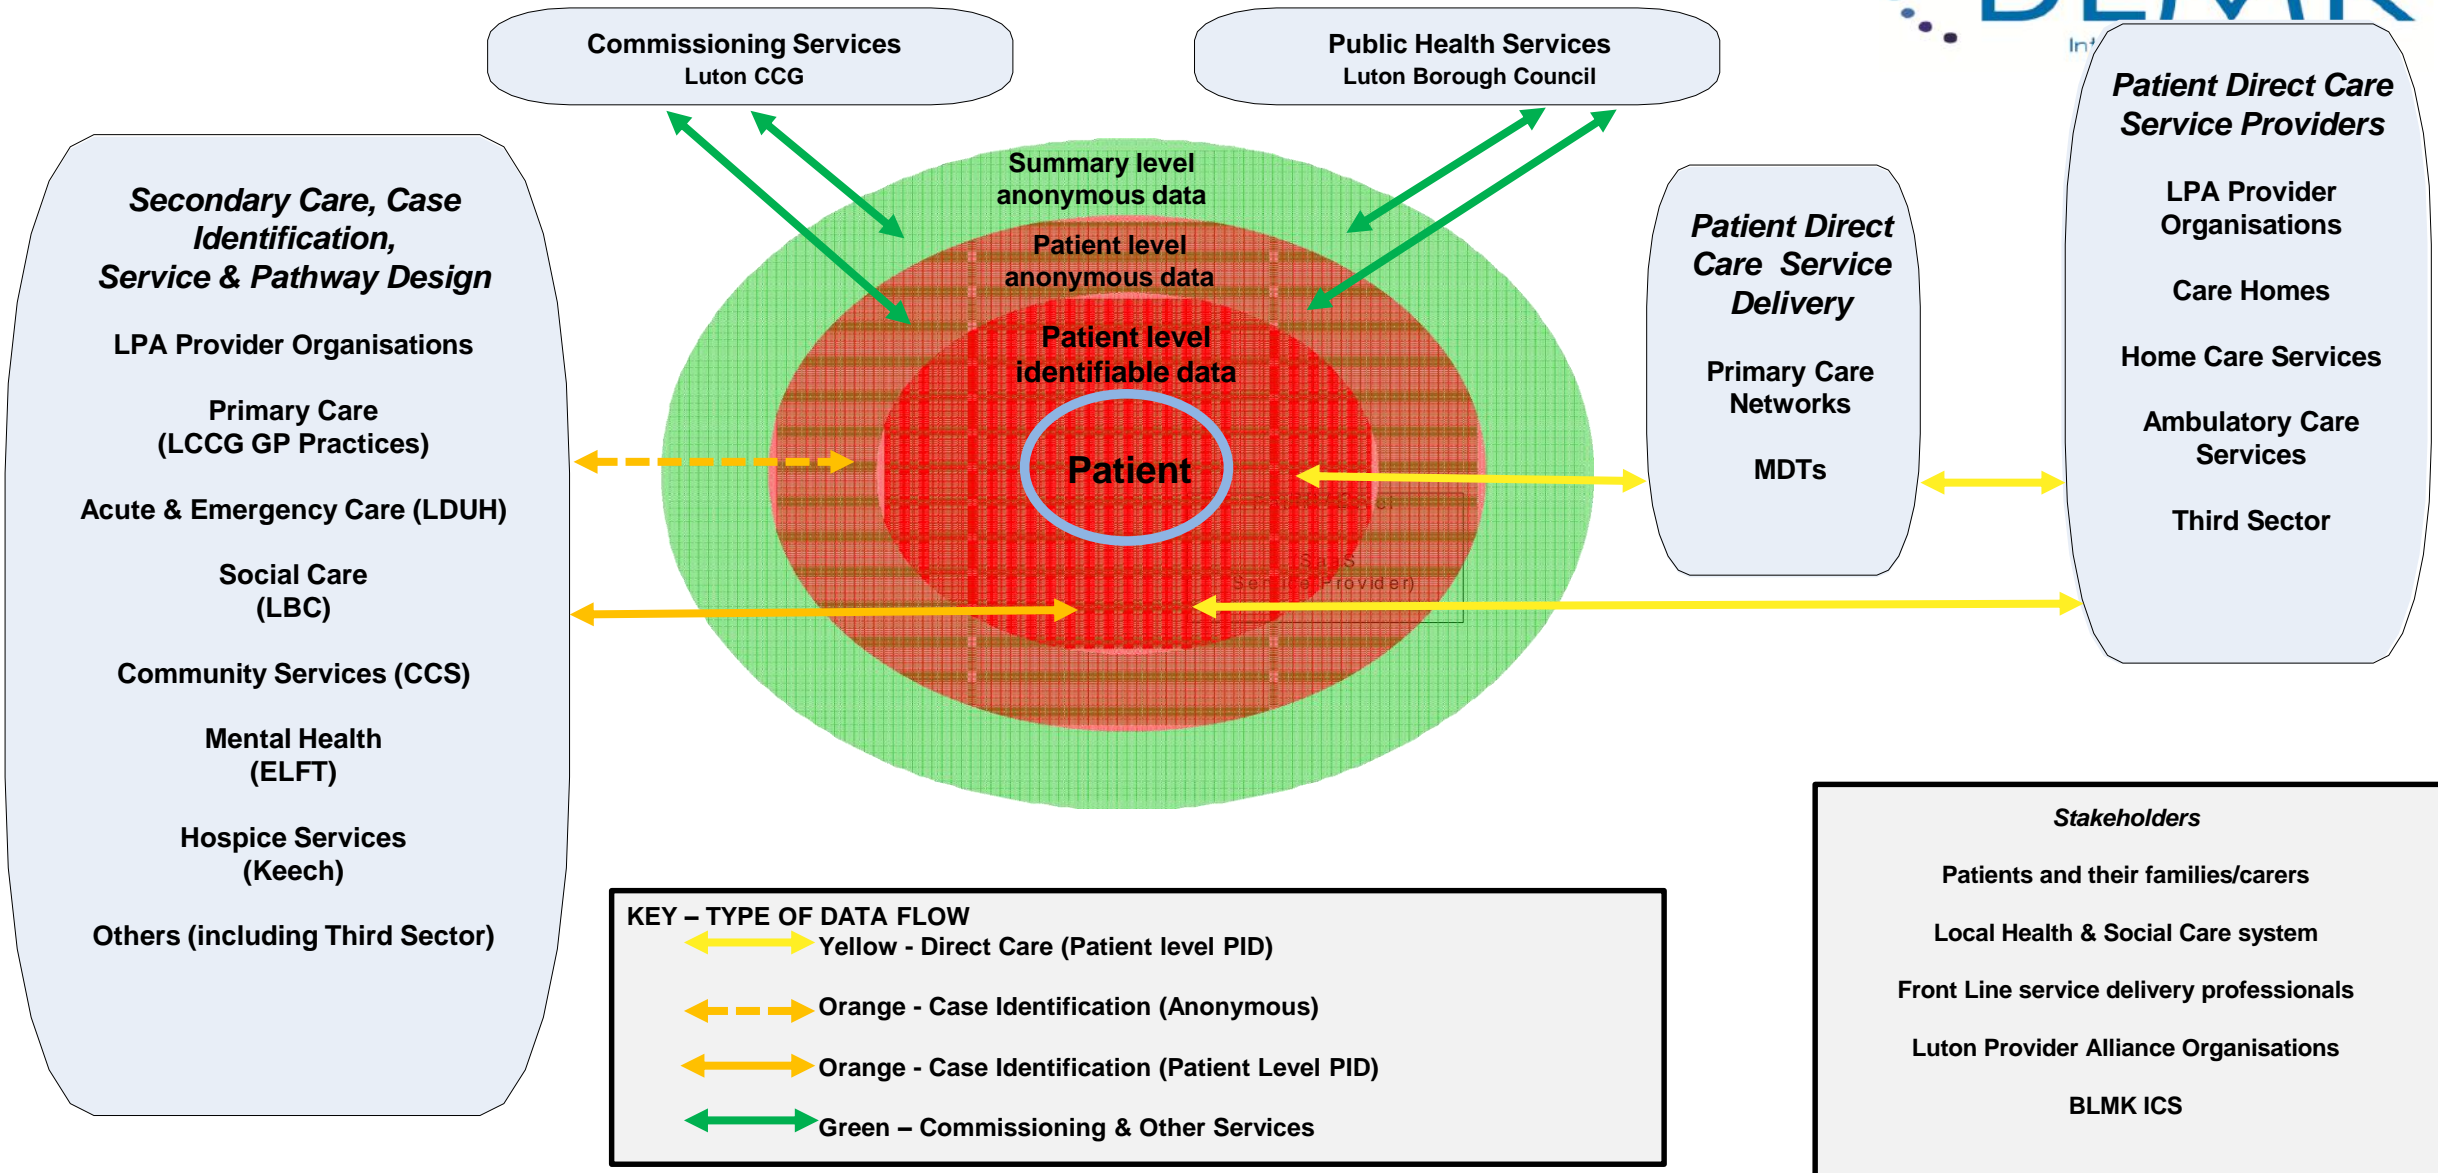 BLMK
Commissioning Services
Luton CCG
Public Health Services
Luton Borough Council
Secondary Care, Case
Identification,
Service & Pathway Design
LPA Provider Organisations
Primary Care
(LCCG GP Practices)
Acute & Emergency Care (LDUH)
Social Care
(LBC)
Community Services (CCS)
Mental Health
(ELFT)
Hospice Services
(Keech)
Others (including Third Sector)
Summary level
anonymous data
Patient level
anonymous data
Patient level
identifiable data
Patient
SaaS
Service Provider)
Patient Direct
Care Service
Delivery
Primary Care
Networks
MDTs
Patient Direct Care
Service Providers
LPA Provider
Organisations
Care Homes
Home Care Services
Ambulatory Care
Services
Third Sector
KEY – TYPE OF DATA FLOW
Yellow - Direct Care (Patient level PID)
Orange - Case Identification (Anonymous)
Orange - Case Identification (Patient Level PID)
Green – Commissioning & Other Services
Stakeholders
Patients and their families/carers
Local Health & Social Care system
Front Line service delivery professionals
Luton Provider Alliance Organisations
BLMK ICS